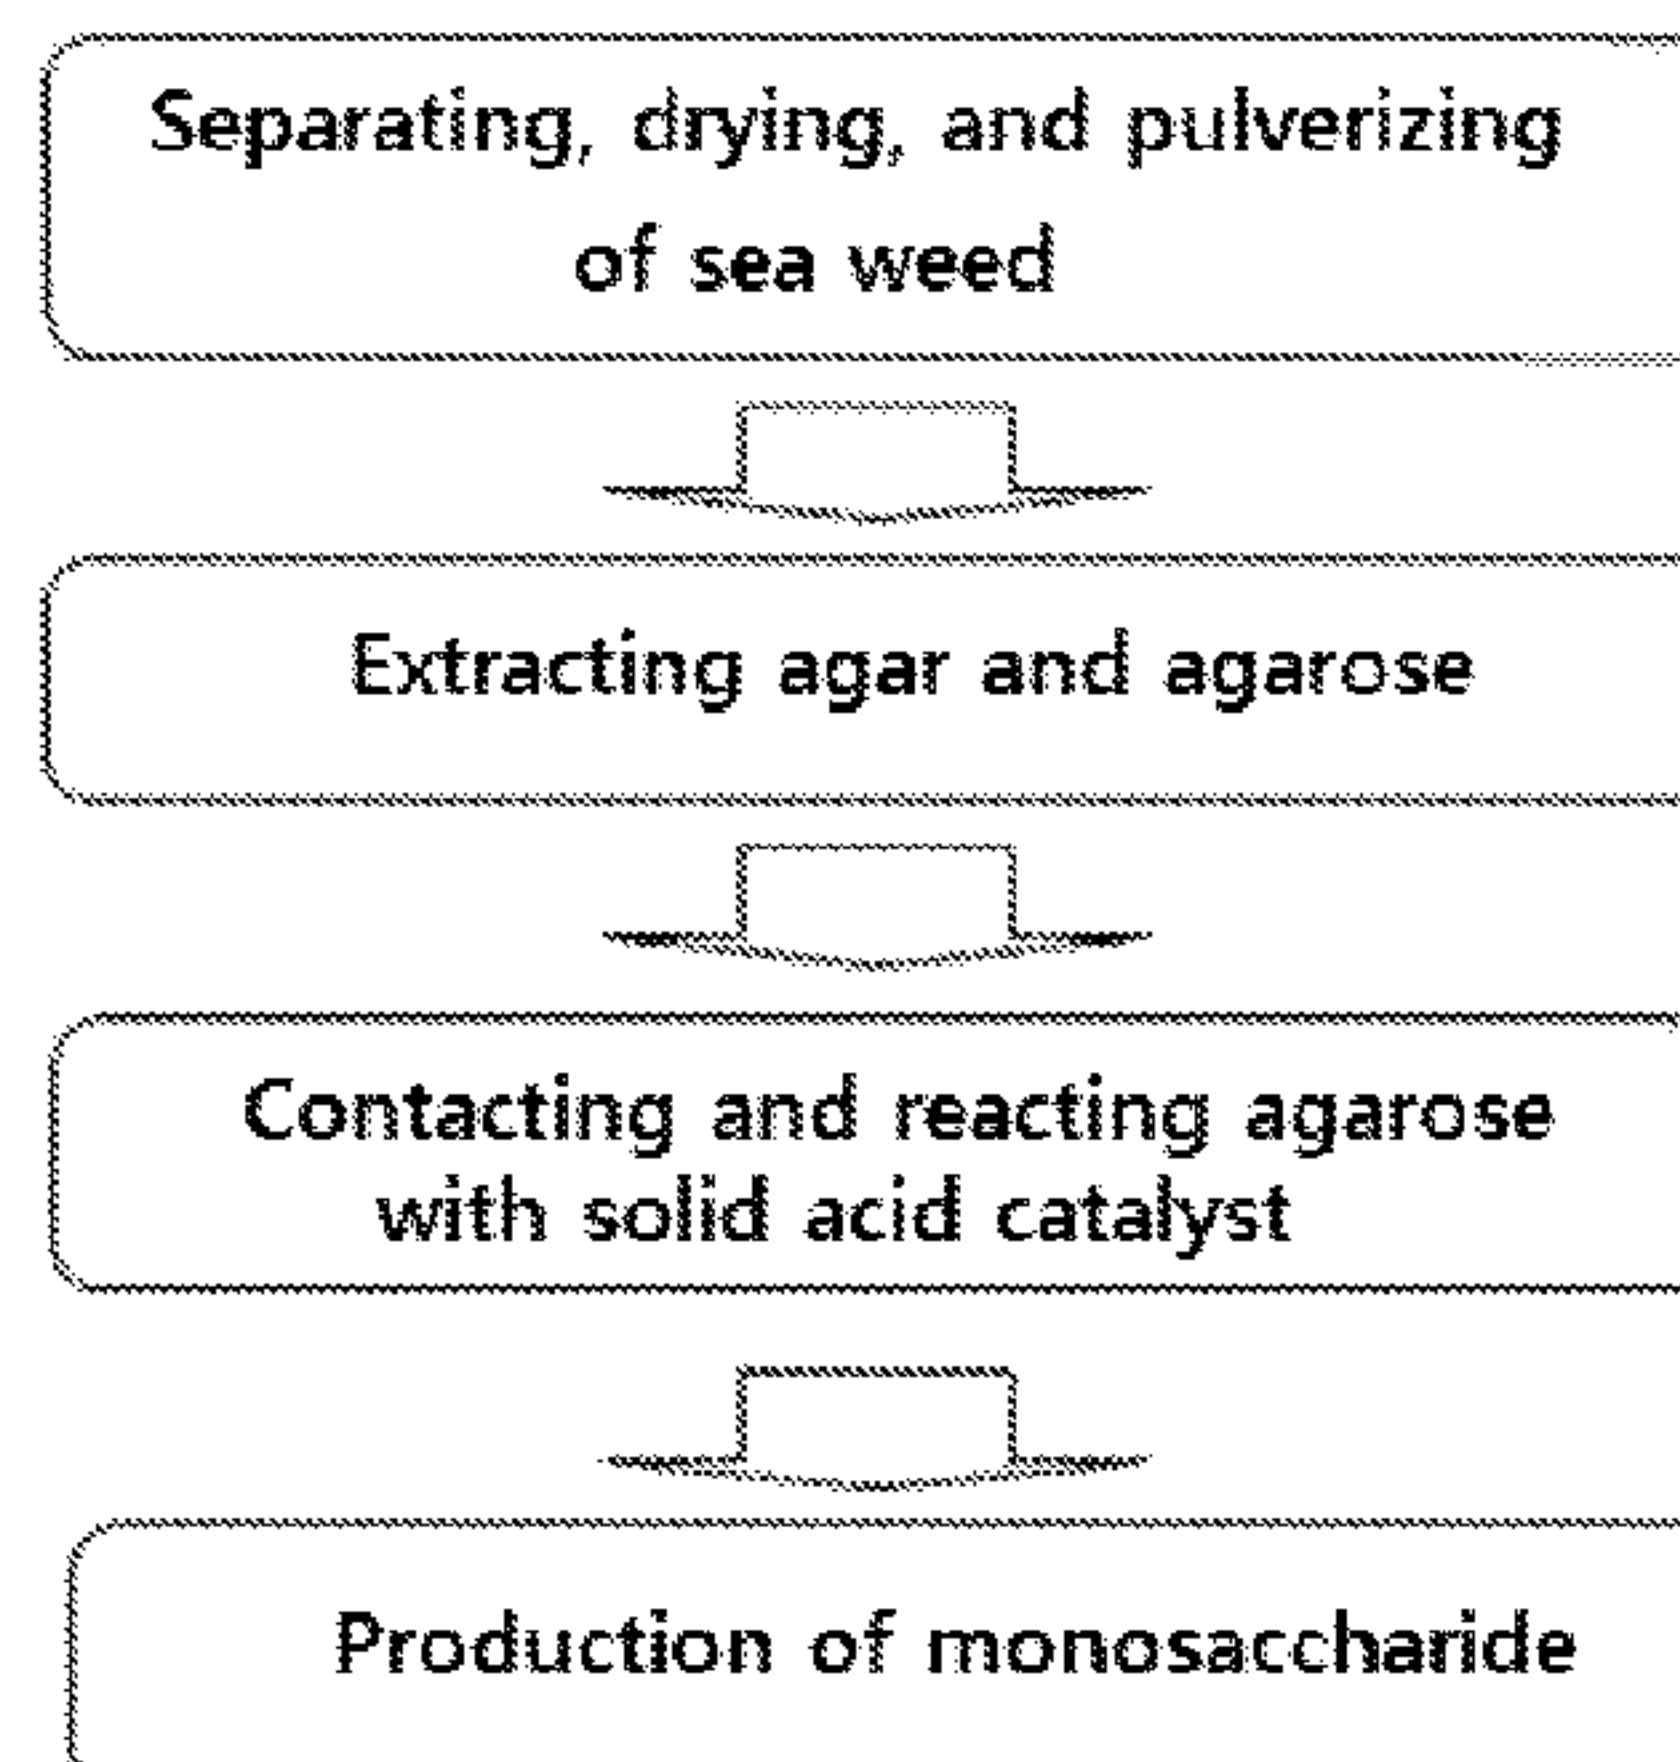 Separating, drying, and pulverizing
of sea weed
Extracting agar and agarose
Contacting and reacting agarose
with solid acid catalyst
Production of monosaccharide